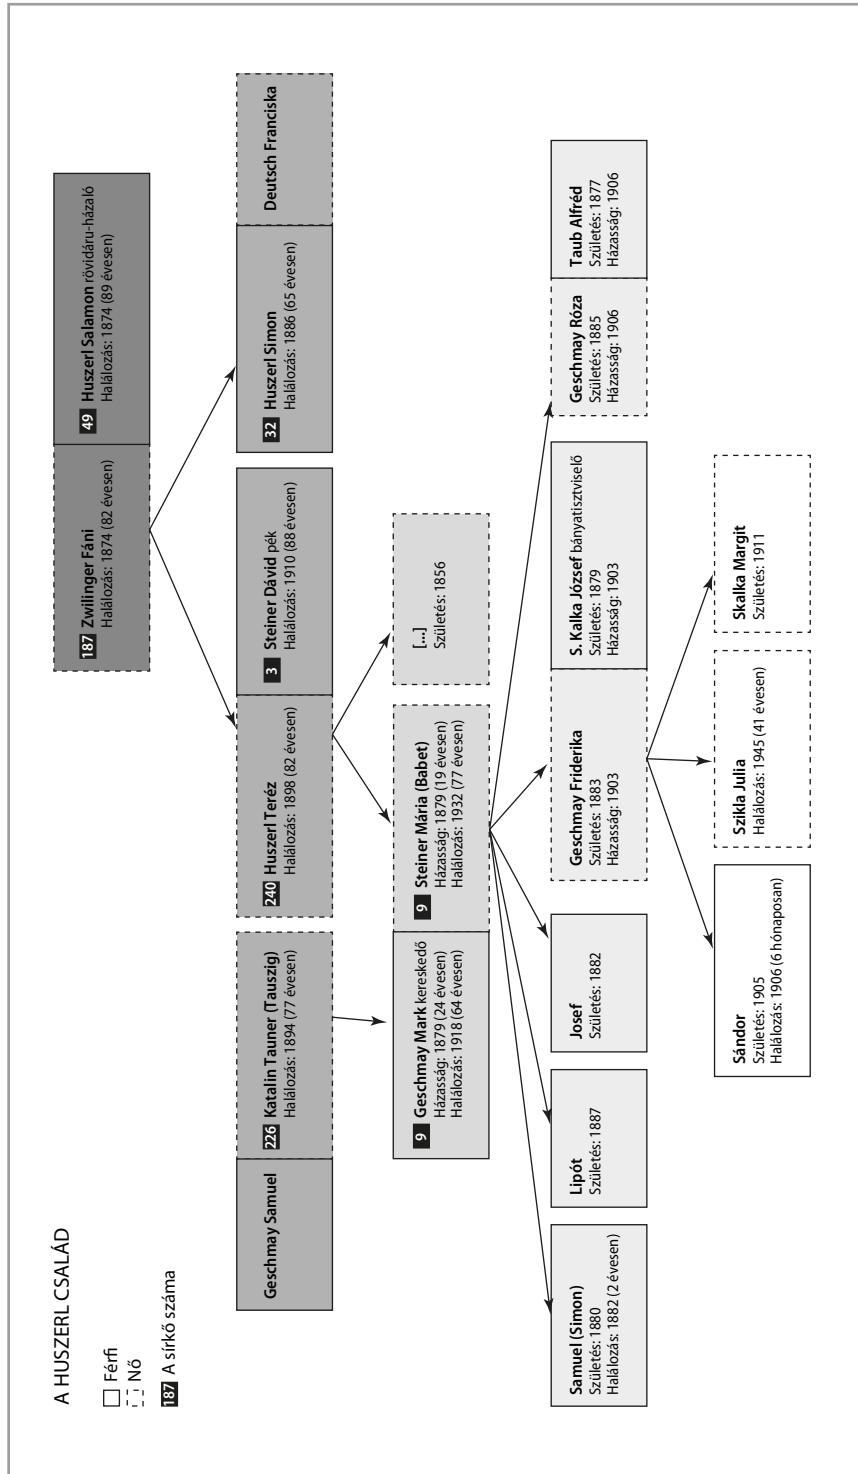 A HUSZERL CSALÁD
Férfi
Nő
187 A sírkő száma
187 Zwilinger Fáni
Halálozás: 1874 (82 évesen)
49 Huszerl Salamon rövidáru-házaló
Halálozás: 1874 (89 évesen)
Geschmay Samuel
226 Katalin Tauner (Tauszig)
Halálozás: 1894 (77 évesen)
240 Huszerl Teréz
Halálozás: 1898 (82 évesen)
3 Steiner Dávid pék
Halálozás: 1910 (88 évesen)
32 Huszerl Simon
Halálozás: 1886 (65 évesen)
Deutsch Franciska
9 Geschmay Mark kereskedő
Házasság: 1879 (24 évesen)
Halálozás: 1918 (64 évesen)
9 Steiner Mária (Babet)
Házasság: 1879 (19 évesen)
Halálozás: 1932 (77 évesen)
[...]
Születés: 1856
Samuel (Simon)
Születés: 1880
Halálozás: 1882 (2 évesen)
Lipót
Születés: 1887
Josef
Születés: 1882
Geschmay Friderika
Születés: 1883
Házasság: 1903
S. Kalka József bányatisztviselő
Születés: 1879
Házasság: 1903
Geschmay Róza
Születés: 1885
Házasság: 1906
Taub Alfréd
Születés: 1877
Házasság: 1906
Sándor
Születés: 1905
Halálozás: 1906 (6 hónaposan)
Szikla Julia
Halálozás: 1945 (41 évesen)
Skalka Margit
Születés: 1911